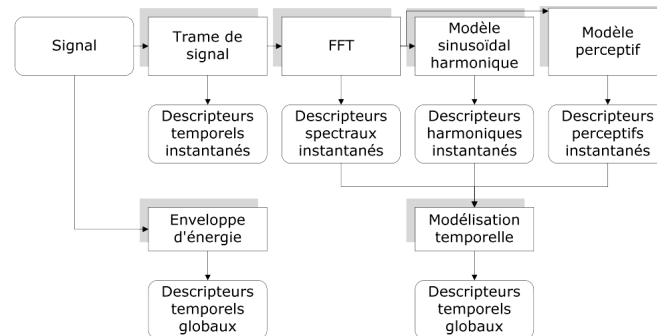 Signal
Trame de
signal
FFT
Modèle
sinusoïdal
harmonique
Modèle
perceptif
Descripteurs
temporels
instantanés
Descripteurs
spectraux
instantanés
Descripteurs
harmoniques
instantanés
Descripteurs
perceptifs
instantanés
Enveloppe
d'énergie
Modélisation
temporelle
Descripteurs
temporels
globaux
Descripteurs
temporels
globaux